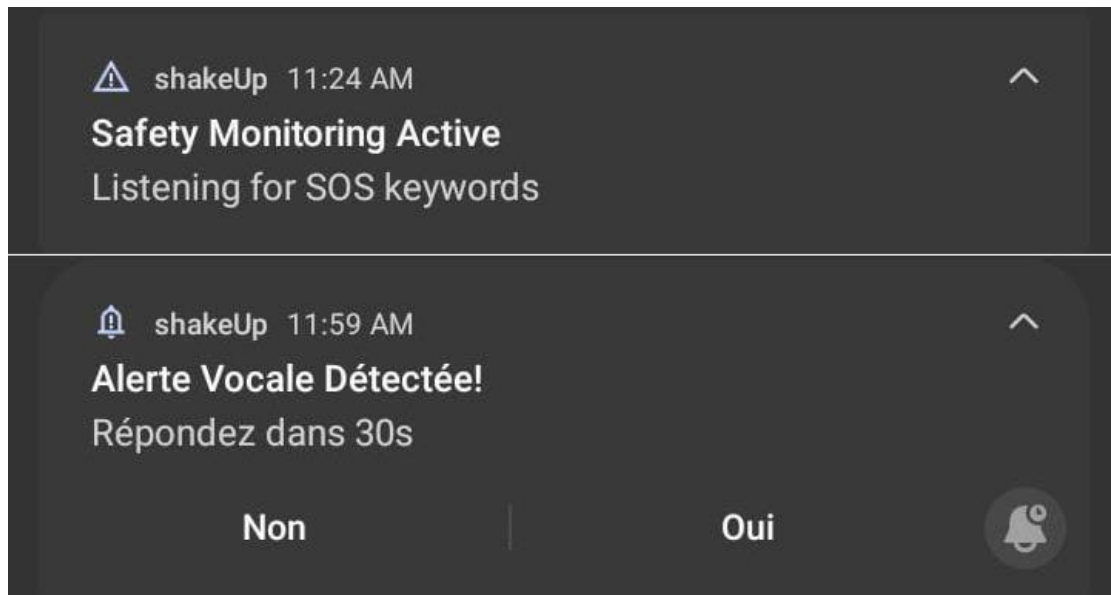 shakeUp 11:24 AM
Safety Monitoring Active
Listening for SOS keywords
shakeUp 11:59 AM
Alerte Vocale Détectée!
Répondez dans 30s
Non Oui